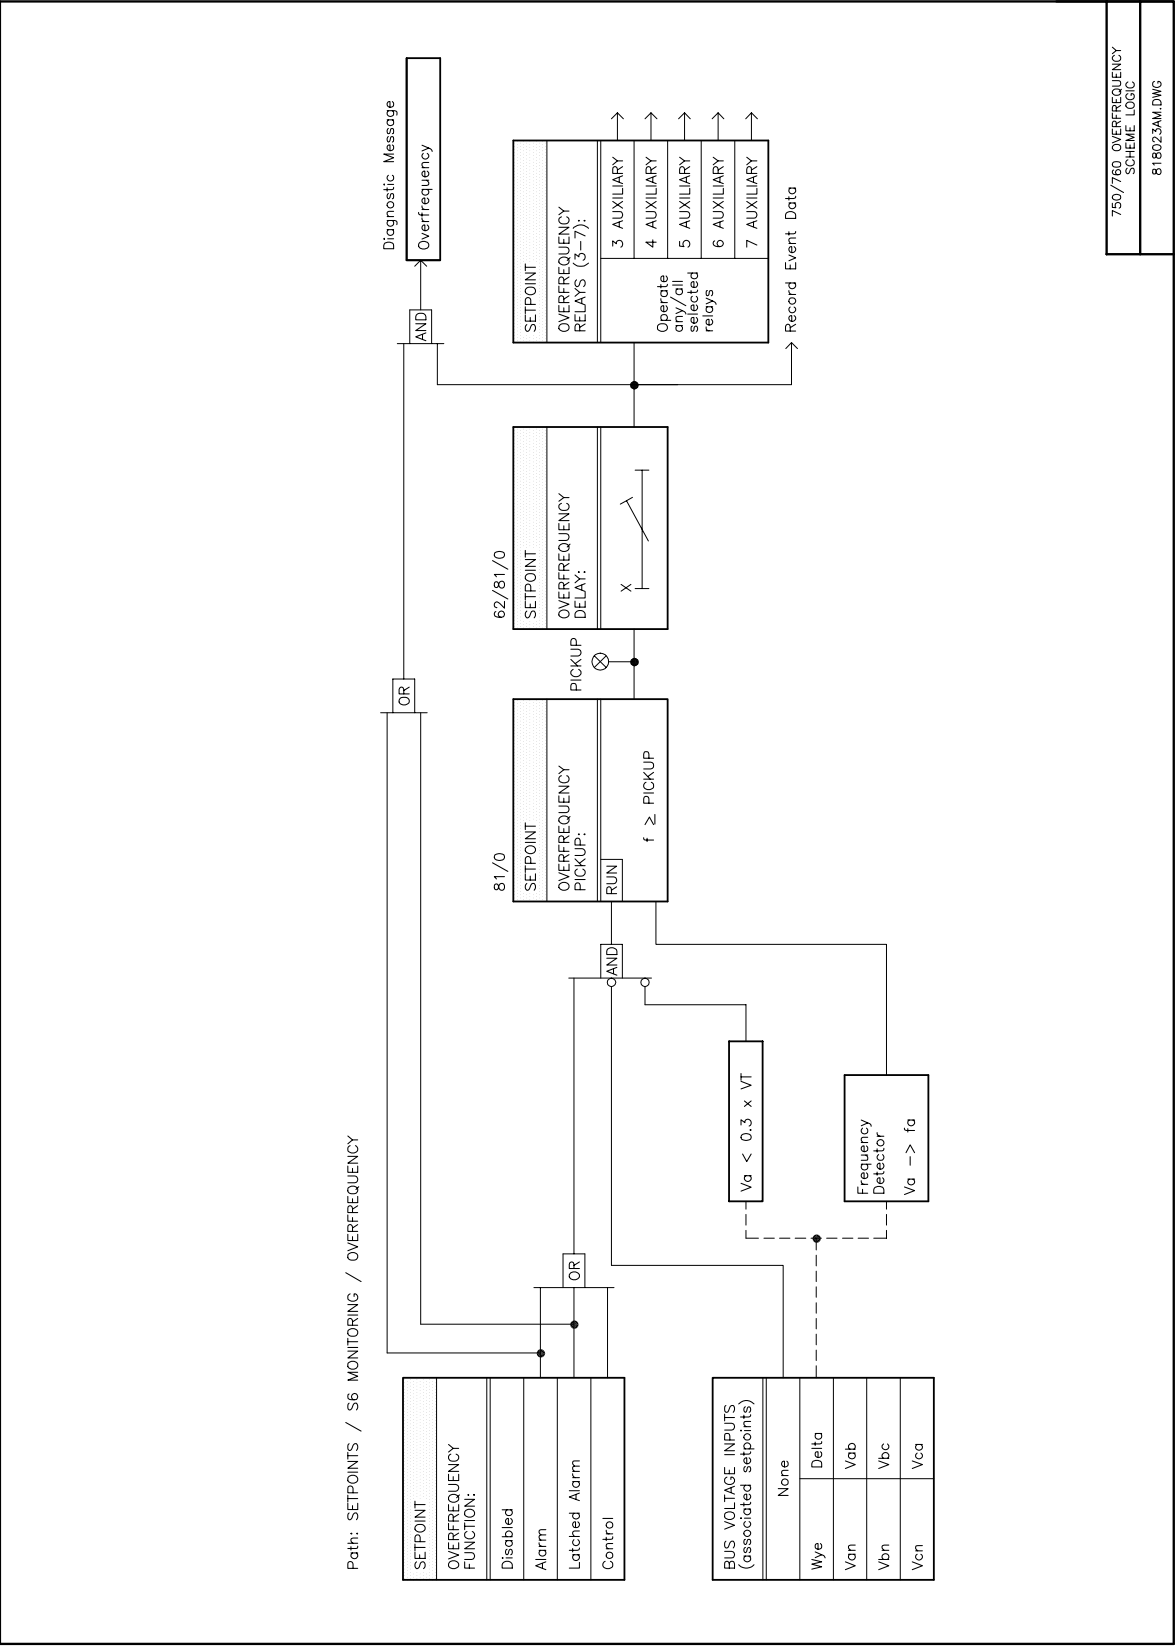 Path: SETPOINTS / S6 MONITORING / OVERFREQUENCY
SETPOINT
OVERFREQUENCY
FUNCTION:
Disabled
Alarm
Latched Alarm
Control
OR
BUS VOLTAGE INPUTS
(associated setpoints)
None
Wye Delta
Van Vab
Vbn Vbc
Vcn Vca
Va < 0.3 x VT
Frequency
Detector
Va --> fa
AND
81/0
SETPOINT
OVERFREQUENCY
PICKUP:
RUN
f ≥ PICKUP
OR
PICKUP
62/81/0
SETPOINT
OVERFREQUENCY
DELAY:
X
AND
Diagnostic Message
Overfrequency
SETPOINT
OVERFREQUENCY
RELAYS (3-7):
Operate
any/all
selected
relays
3 AUXILIARY
4 AUXILIARY
5 AUXILIARY
6 AUXILIARY
7 AUXILIARY
Record Event Data
750/760 OVERFREQUENCY
SCHEME LOGIC
818023AM.DWG